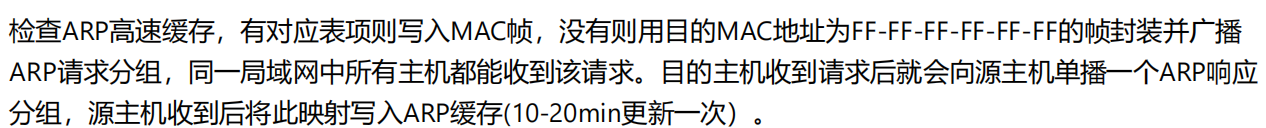 检查ARP高速缓存，有对应表项则写入MAC帧，没有则用目的MAC地址为FF-FF-FF-FF-FF-FF的帧封装并广播
ARP请求分组，同一局域网中所有主机都能收到该请求。目的主机收到请求后就会向源主机单播一个ARP响应
分组，源主机收到后将此映射写入ARP缓存(10-20min更新一次）。